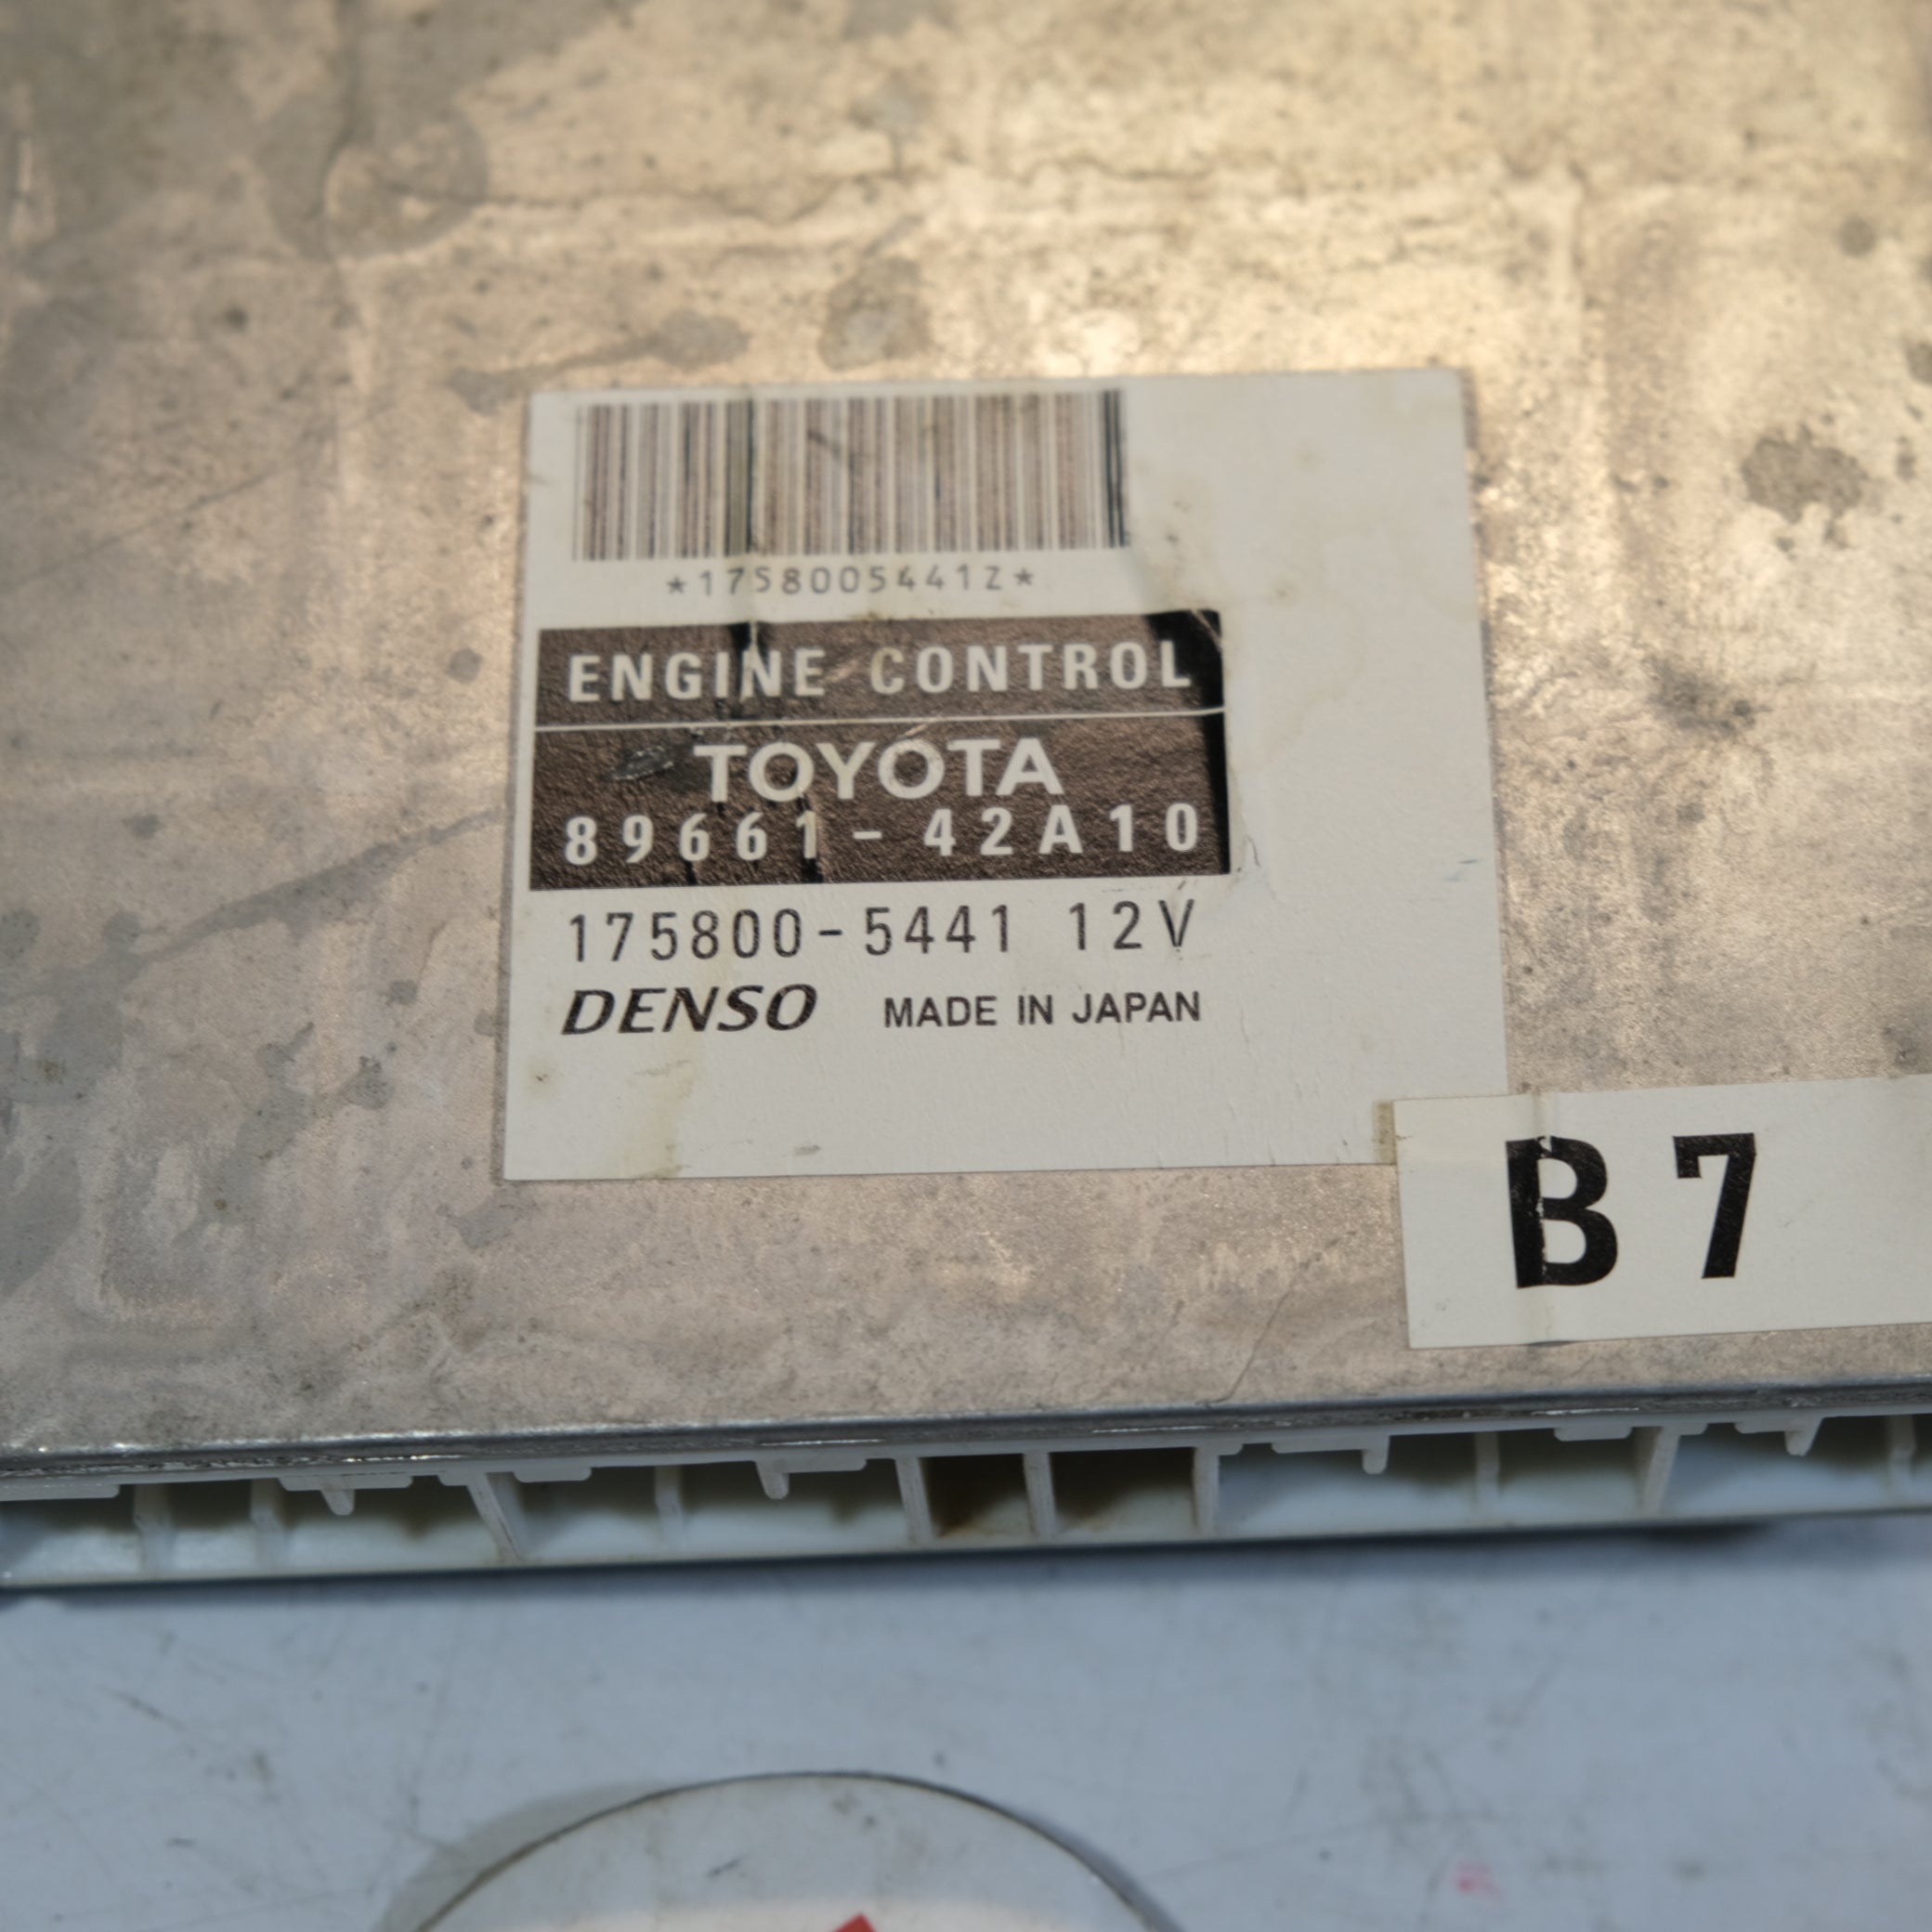 *1758005441Z*
ENGINE CONTROL
TOYOTA
89661-42A10
175800-5441 12V
DENSO MADE IN JAPAN
B7